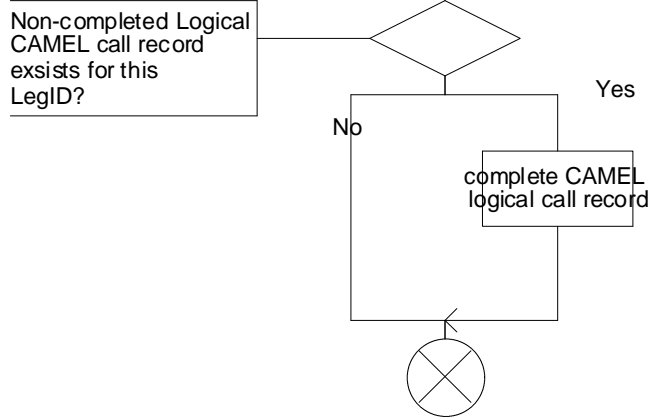 Non-completed Logical
CAMEL call record
exsists for this
LegID?
Yes
No
complete CAMEL
logical call record